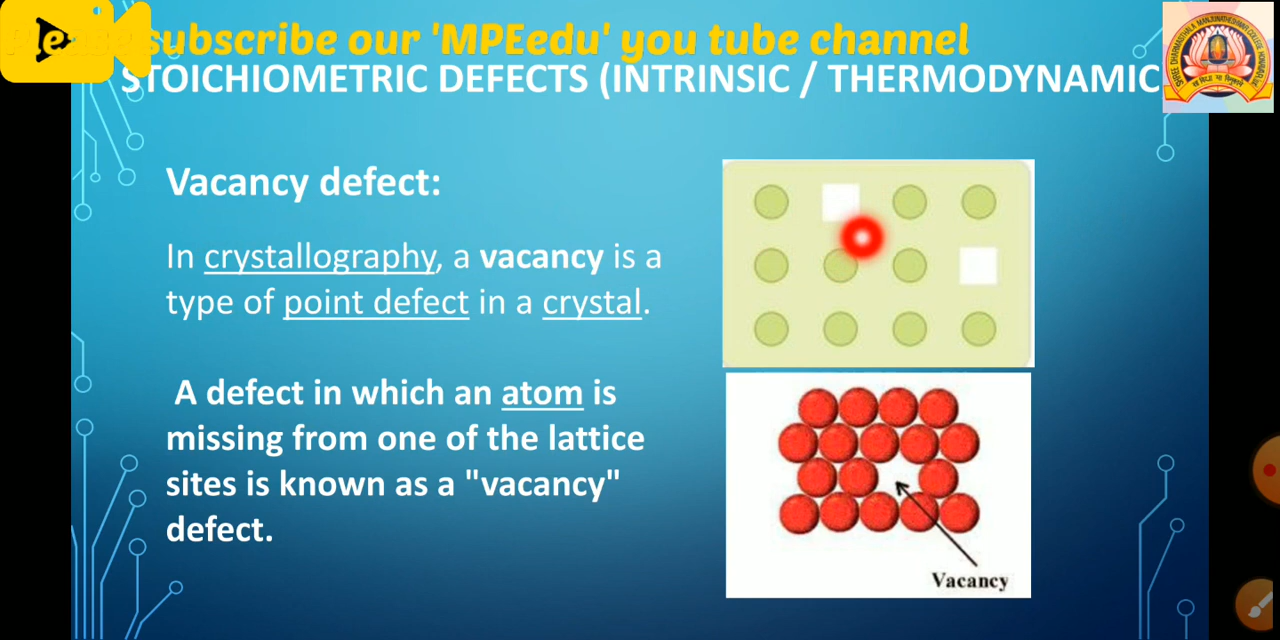 subscribe our 'MPEedu' you tube channel
STOICHIOMETRIC DEFECTS (INTRINSIC / THERMODYNAMIC
Vacancy defect:
In crystallography, a vacancy is a
type of point defect in a crystal.
A defect in which an atom is
missing from one of the lattice
sites is known as a "vacancy"
defect.
Vacancy